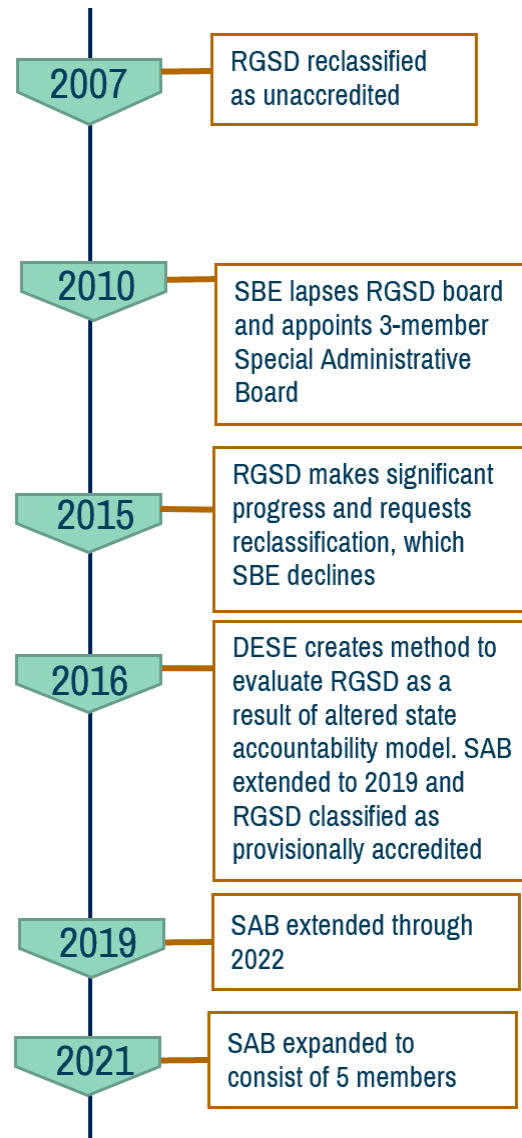 2007
RGSD reclassified
as unaccredited
2010
SBE lapses RGSD board
and appoints 3-member
Special Administrative
Board
2015
RGSD makes significant
progress and requests
reclassification, which
SBE declines
2016
DESE creates method to
evaluate RGSD as a
result of altered state
accountability model. SAB
extended to 2019 and
RGSD classified as
provisionally accredited
2019
SAB extended through
2022
2021
SAB expanded to
consist of 5 members